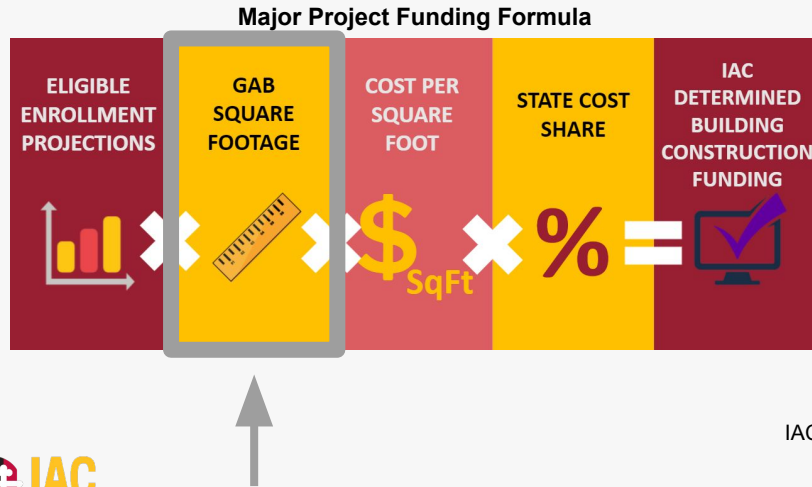 Major Project Funding Formula
ELIGIBLE
ENROLLMENT
PROJECTIONS
GAB
SQUARE
FOOTAGE
COST PER
SQUARE
FOOT
$
SqFt
STATE COST
SHARE
%
IAC
DETERMINED
BUILDING
CONSTRUCTION
FUNDING
=
IAC
IAC